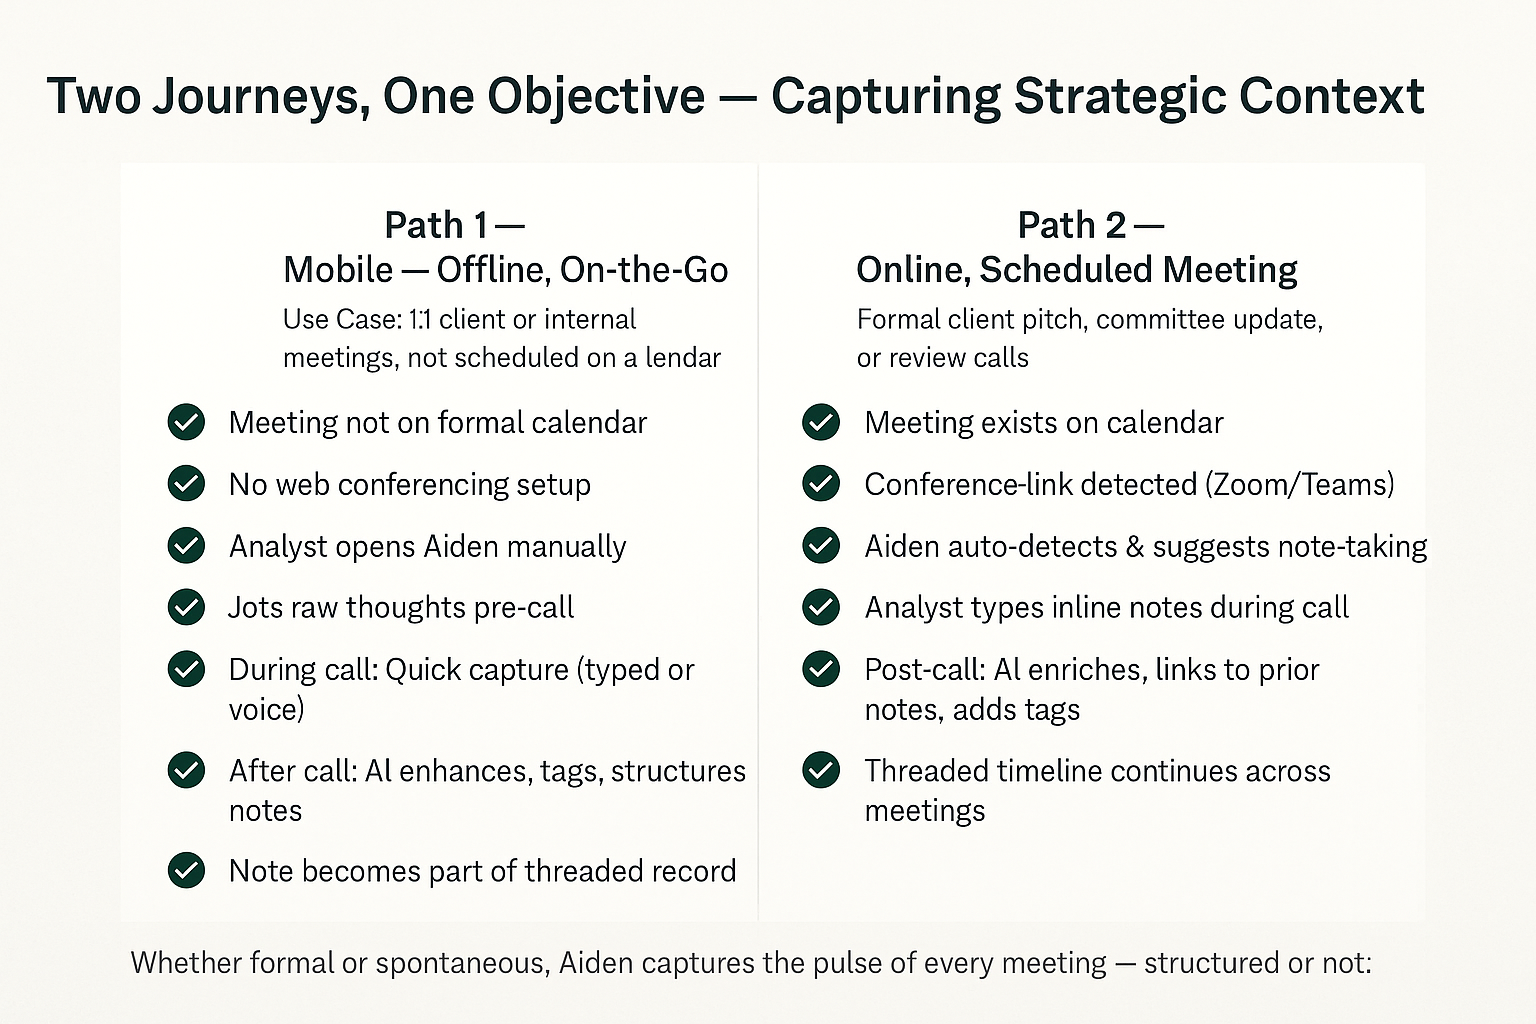 Two Journeys, One Objective — Capturing Strategic Context
Path 1 —
Mobile — Offline, On-the-Go
Use Case: 1:1 client or internal
meetings, not scheduled on a lendar
Meeting not on formal calendar
No web conferencing setup
Analyst opens Aiden manually
Jots raw thoughts pre-call
During call: Quick capture (typed or
voice)
After call: AI enhances, tags, structures
notes
Note becomes part of threaded record
Path 2 —
Online, Scheduled Meeting
Formal client pitch, committee update,
or review calls
Meeting exists on calendar
Conference-link detected (Zoom/Teams)
Aiden auto-detects & suggests note-taking
Analyst types inline notes during call
Post-call: AI enriches, links to prior
notes, adds tags
Threaded timeline continues across
meetings
Whether formal or spontaneous, Aiden captures the pulse of every meeting — structured or not: